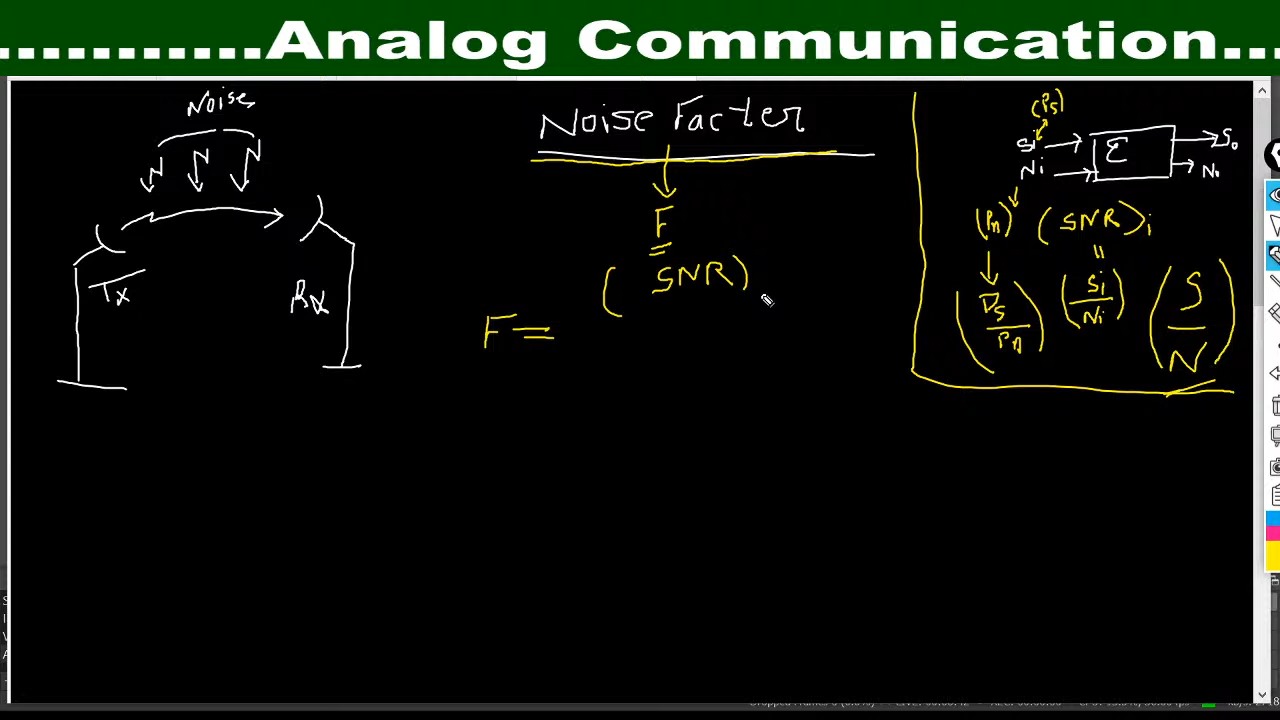 ............Analog Communication...
Noise
N N N
Tx
Rx
Noise Facter
F
(SNR)
F=
(Ps)
Si
Ni
E
So
No
(Pn) (SNR)i
=
(Ps/Pn) (Si/Ni) (S/N)